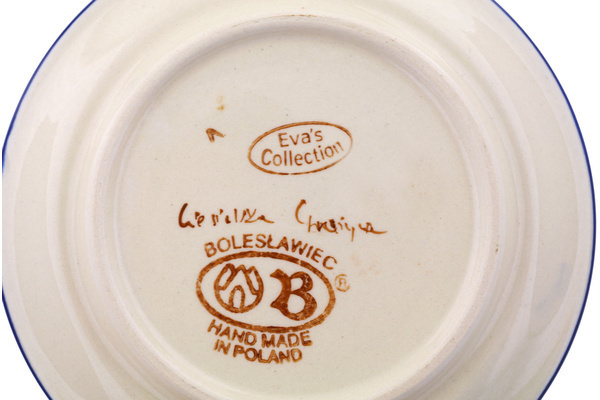 Eva's
Collection
BOLESŁAWIEC
B ®
HAND MADE
IN POLAND